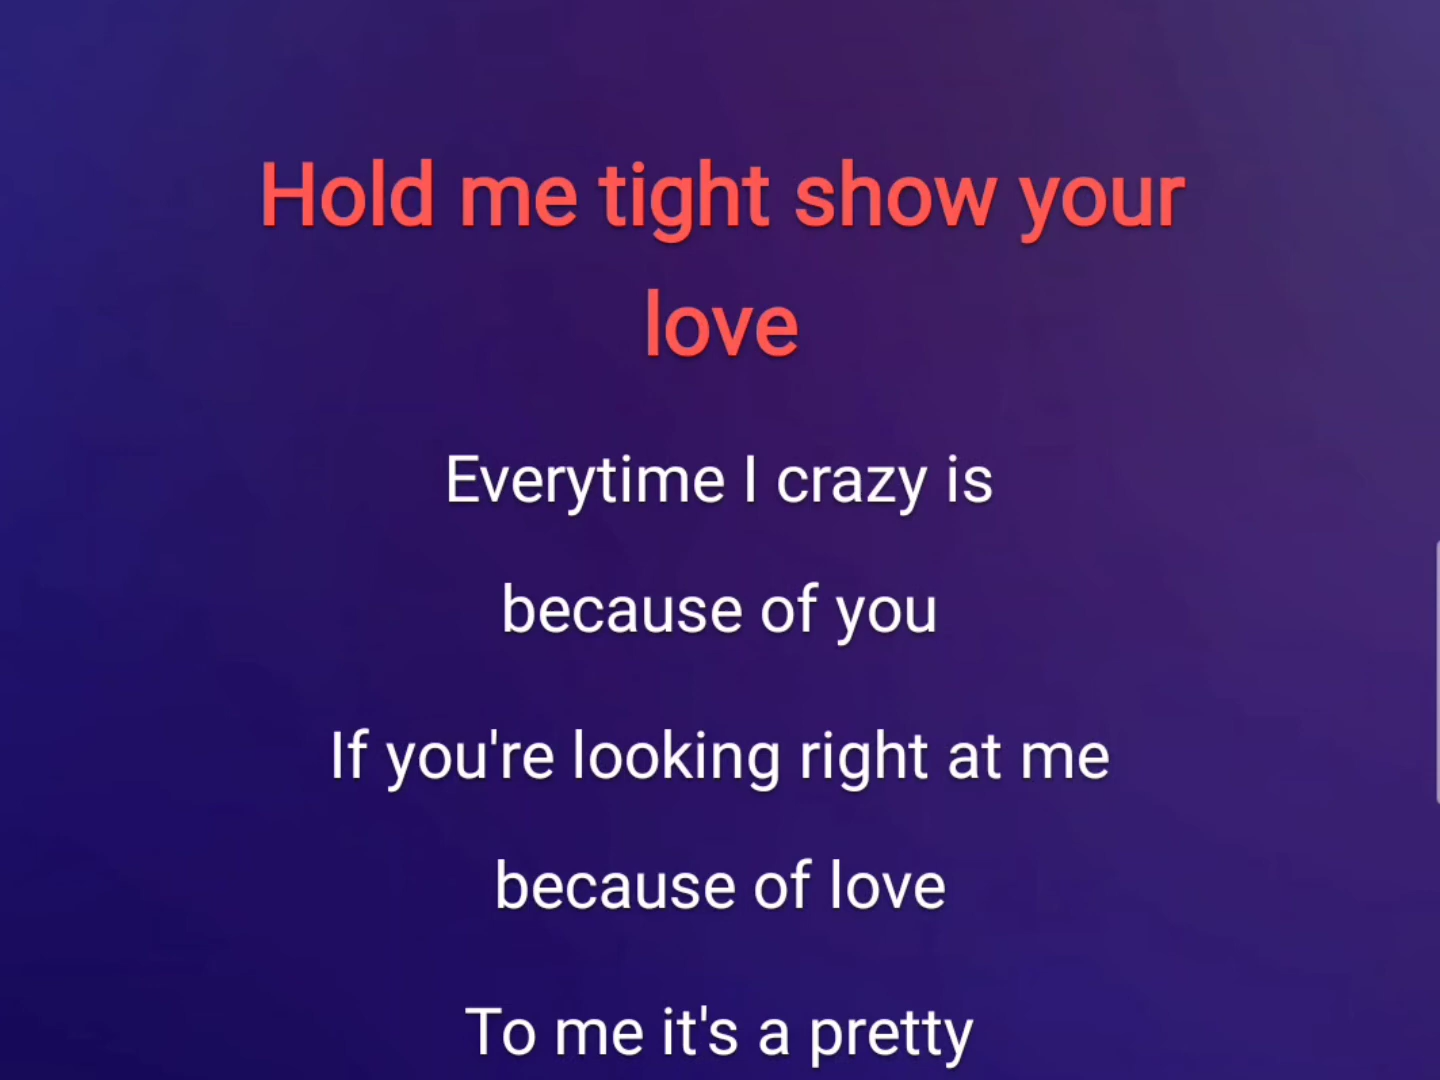 Hold me tight show your
love
Everytime I crazy is
because of you
If you're looking right at me
because of love
To me it's a pretty